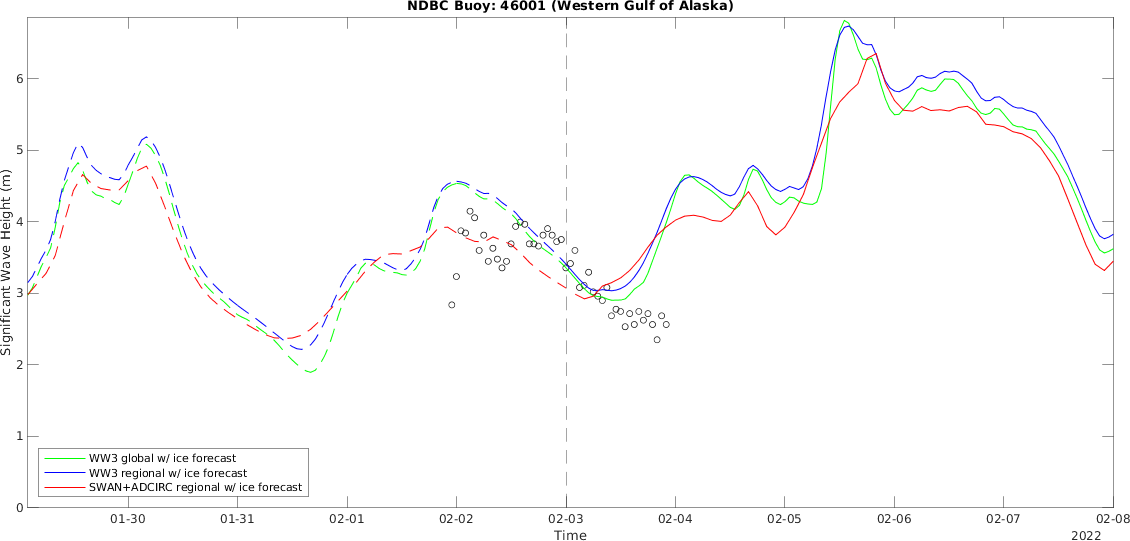 NDBC Buoy: 46001 (Western Gulf of Alaska)
Significant Wave Height (m)
6
5
4
3
2
1
0
WW3 global w/ ice forecast
WW3 regional w/ ice forecast
SWAN+ADCIRC regional w/ ice forecast
01-30 01-31 02-01 02-02 02-03 02-04 02-05 02-06 02-07 02-08
Time
2022